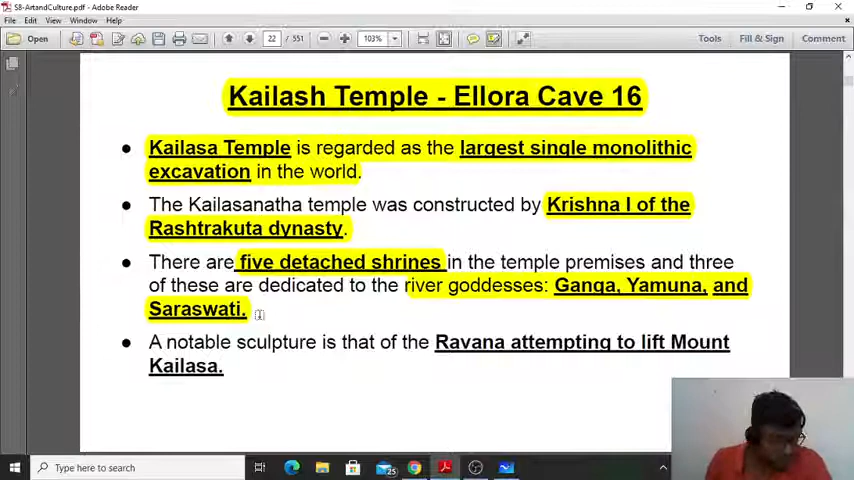 S8-ArtandCulture.pdf - Adobe Reader
File Edit View Window Help
Open 22 / 551 103% Tools Fill & Sign Comment
Kailash Temple - Ellora Cave 16
● Kailasa Temple is regarded as the largest single monolithic
excavation in the world.
● The Kailasanatha temple was constructed by Krishna I of the
Rashtrakuta dynasty.
● There are five detached shrines in the temple premises and three
of these are dedicated to the river goddesses: Ganga, Yamuna, and
Saraswati.
● A notable sculpture is that of the Ravana attempting to lift Mount
Kailasa.
Type here to search 25